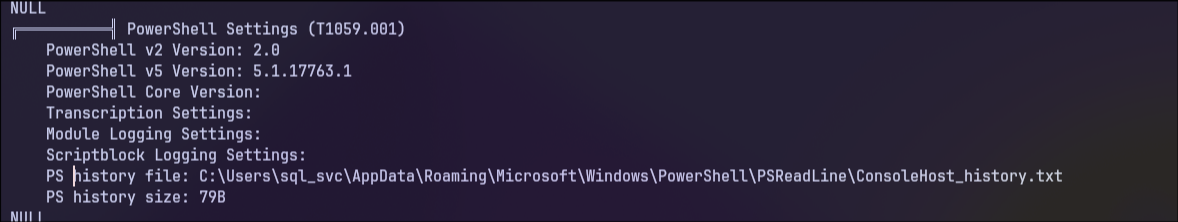 NULL
╔══════════╣ PowerShell Settings (T1059.001)
PowerShell v2 Version: 2.0
PowerShell v5 Version: 5.1.17763.1
PowerShell Core Version:
Transcription Settings:
Module Logging Settings:
Scriptblock Logging Settings:
PS history file: C:\Users\sql_svc\AppData\Roaming\Microsoft\Windows\PowerShell\PSReadLine\ConsoleHost_history.txt
PS history size: 79B
NULL